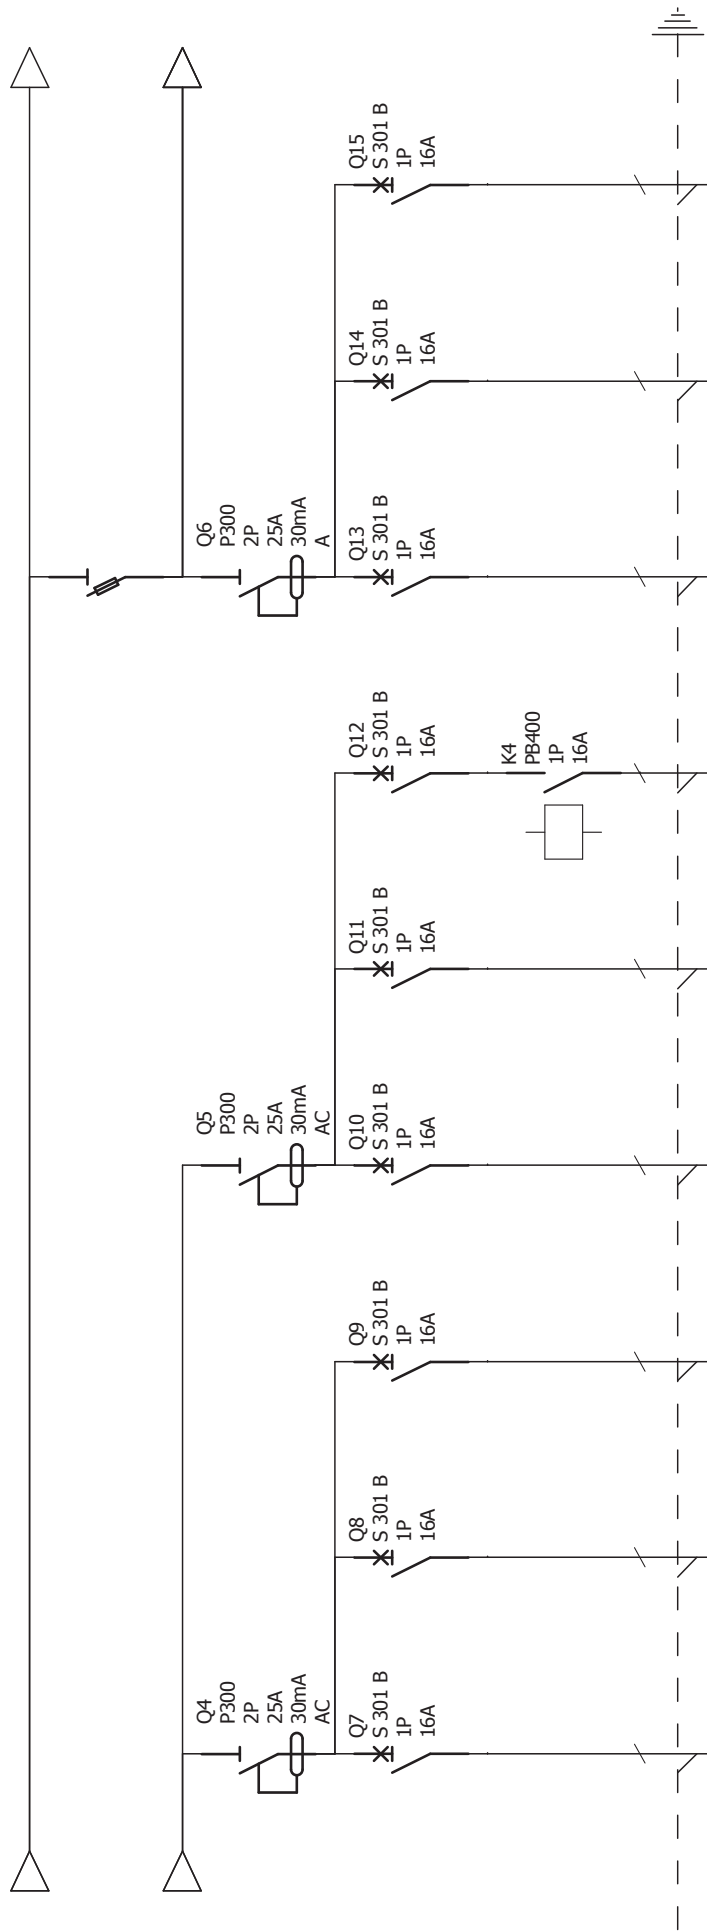 Q4
P300
2P
25A
30mA
AC
Q5
P300
2P
25A
30mA
AC
Q6
P300
2P
25A
30mA
A
Q7
S 301 B
1P
16A
Q8
S 301 B
1P
16A
Q9
S 301 B
1P
16A
Q10
S 301 B
1P
16A
Q11
S 301 B
1P
16A
Q12
S 301 B
1P
16A
Q13
S 301 B
1P
16A
Q14
S 301 B
1P
16A
Q15
S 301 B
1P
16A
K4
PB400
1P
16A